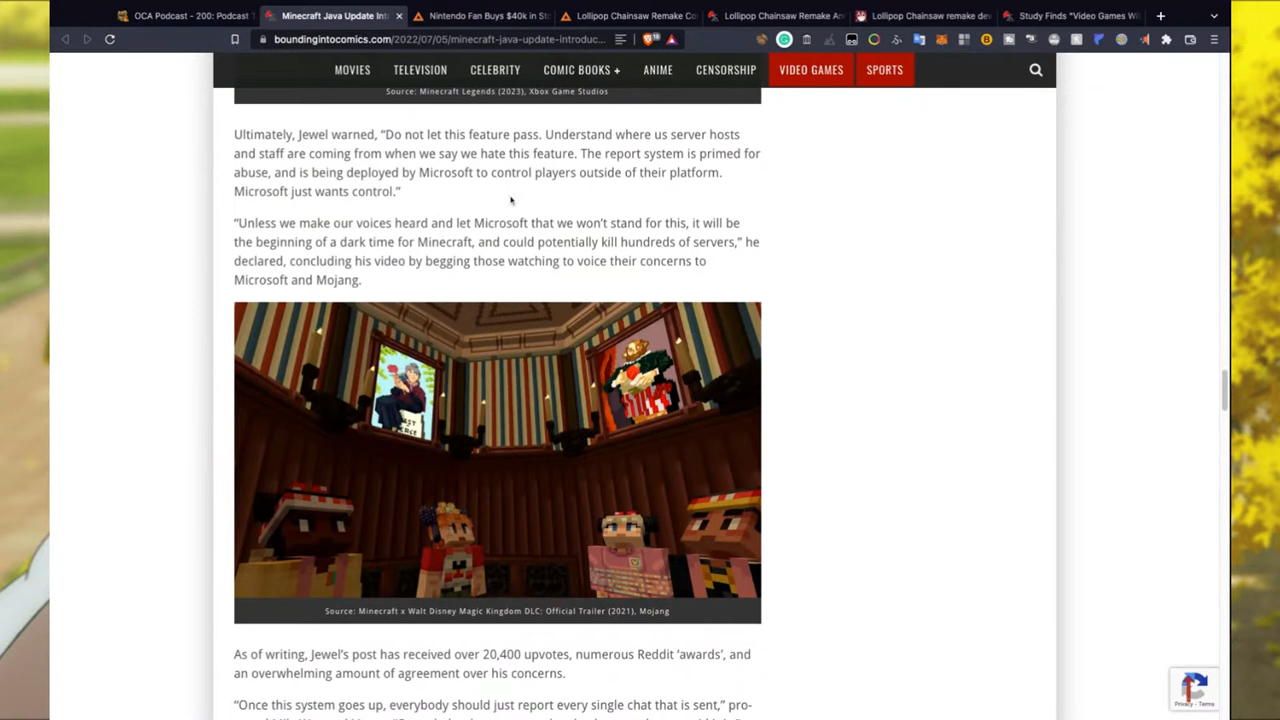 OCA Podcast - 200: Podcast
Minecraft Java Update Int
Nintendo Fan Buys $40k in St
Lollipop Chainsaw Remake Co
Lollipop Chainsaw Remake An
Lollipop Chainsaw remake dev
Study Finds "Video Games Wi
boundingintocomics.com/2022/07/05/minecraft-java-update-introduc...
MOVIES TELEVISION CELEBRITY COMIC BOOKS + ANIME CENSORSHIP VIDEO GAMES SPORTS
Source: Minecraft Legends (2023), Xbox Game Studios
Ultimately, Jewel warned, “Do not let this feature pass. Understand where us server hosts
and staff are coming from when we say we hate this feature. The report system is primed for
abuse, and is being deployed by Microsoft to control players outside of their platform.
Microsoft just wants control.”
“Unless we make our voices heard and let Microsoft that we won’t stand for this, it will be
the beginning of a dark time for Minecraft, and could potentially kill hundreds of servers,” he
declared, concluding his video by begging those watching to voice their concerns to
Microsoft and Mojang.
Source: Minecraft x Walt Disney Magic Kingdom DLC: Official Trailer (2021), Mojang
As of writing, Jewel’s post has received over 20,400 upvotes, numerous Reddit ‘awards’, and
an overwhelming amount of agreement over his concerns.
“Once this system goes up, everybody should just report every single chat that is sent,” pro-
Privacy - Terms